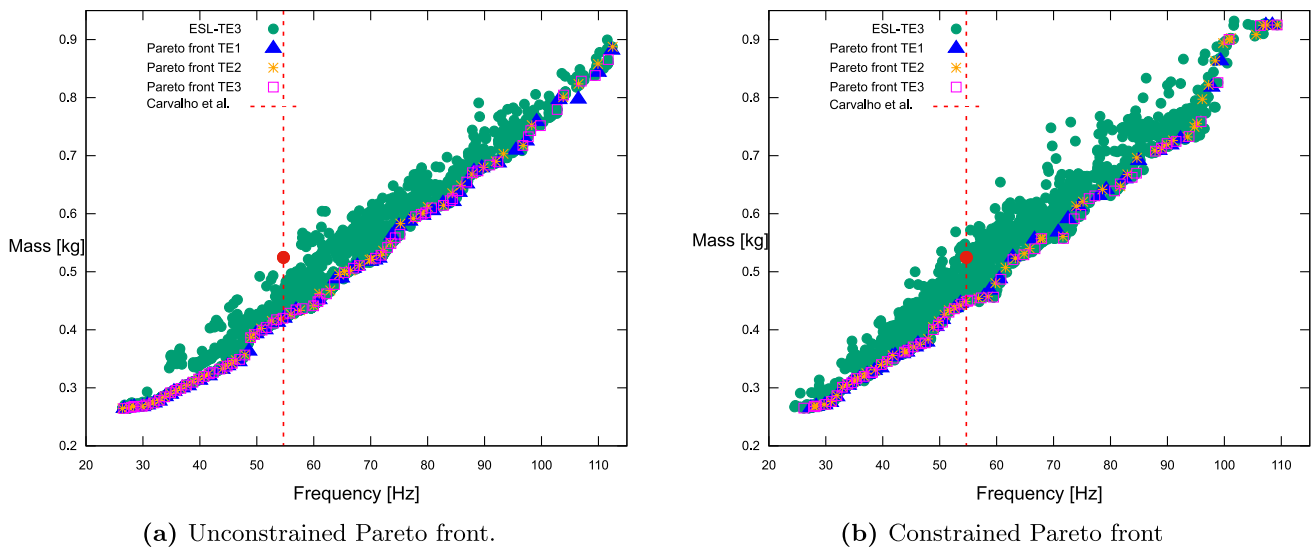 ESL-TE3
Pareto front TE1
Pareto front TE2
Pareto front TE3
Carvalho et al.
0.9
0.8
0.7
0.6
0.5
0.4
0.3
0.2
Mass [kg]
20 30 40 50 60 70 80 90 100 110
Frequency [Hz]
(a) Unconstrained Pareto front.
ESL-TE3
Pareto front TE1
Pareto front TE2
Pareto front TE3
Carvalho et al.
0.9
0.8
0.7
0.6
0.5
0.4
0.3
0.2
Mass [kg]
20 30 40 50 60 70 80 90 100 110
Frequency [Hz]
(b) Constrained Pareto front